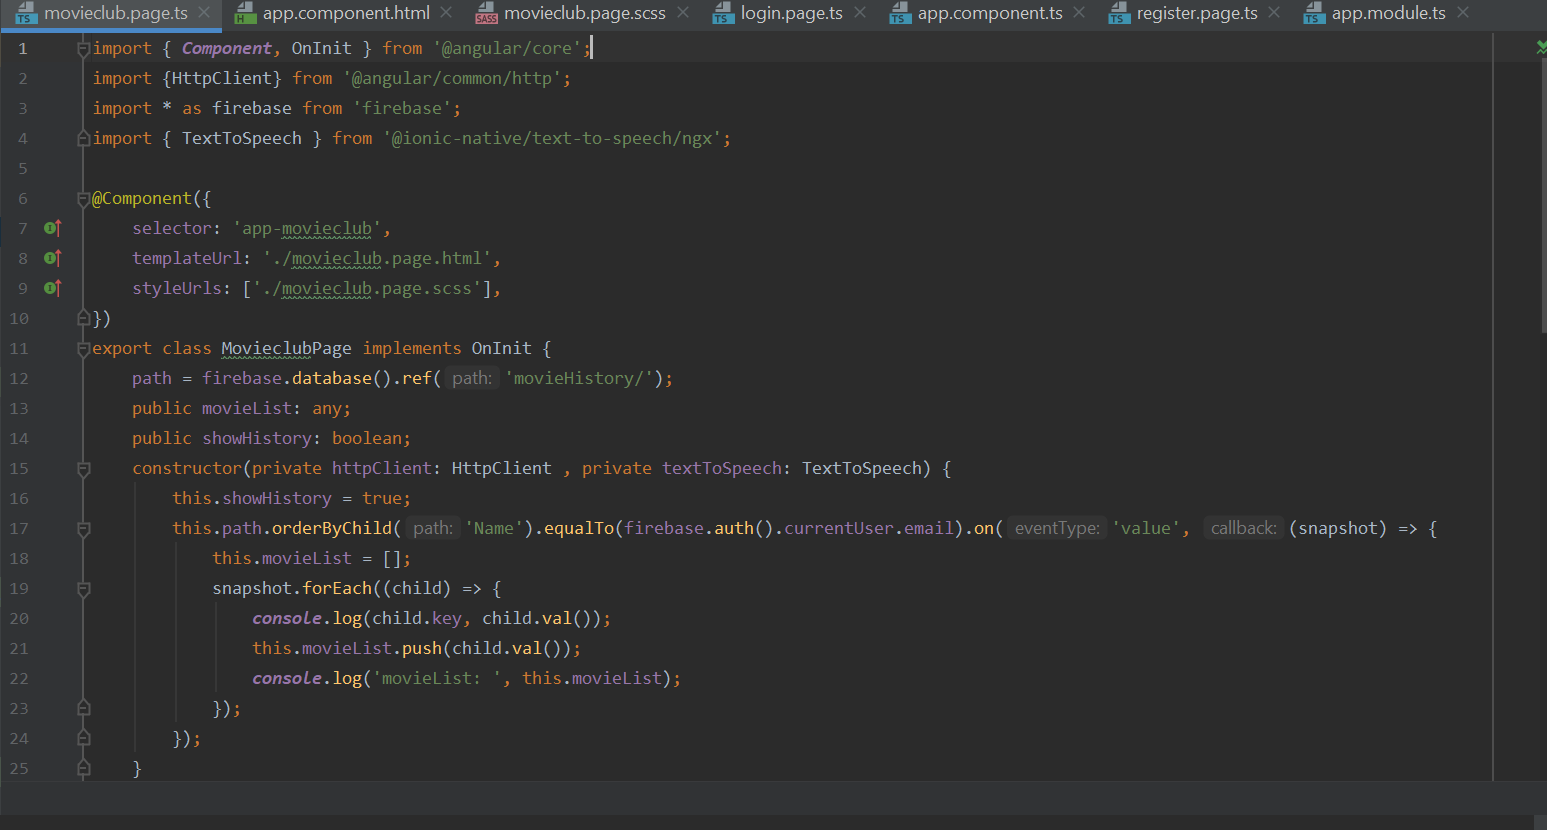 movieclub.page.ts app.component.html movieclub.page.scss login.page.ts app.component.ts register.page.ts app.module.ts
1 import { Component, OnInit } from '@angular/core';
2 import {HttpClient} from '@angular/common/http';
3 import * as firebase from 'firebase';
4 import { TextToSpeech } from '@ionic-native/text-to-speech/ngx';
5
6 @Component({
7 selector: 'app-movieclub',
8 templateUrl: './movieclub.page.html',
9 styleUrls: ['./movieclub.page.scss'],
10 })
11 export class MovieclubPage implements OnInit {
12 path = firebase.database().ref( path: 'movieHistory/');
13 public movieList: any;
14 public showHistory: boolean;
15 constructor(private httpClient: HttpClient , private textToSpeech: TextToSpeech) {
16 this.showHistory = true;
17 this.path.orderByChild( path: 'Name').equalTo(firebase.auth().currentUser.email).on( eventType: 'value', callback: (snapshot) => {
18 this.movieList = [];
19 snapshot.forEach((child) => {
20 console.log(child.key, child.val());
21 this.movieList.push(child.val());
22 console.log('movieList: ', this.movieList);
23 });
24 });
25 }